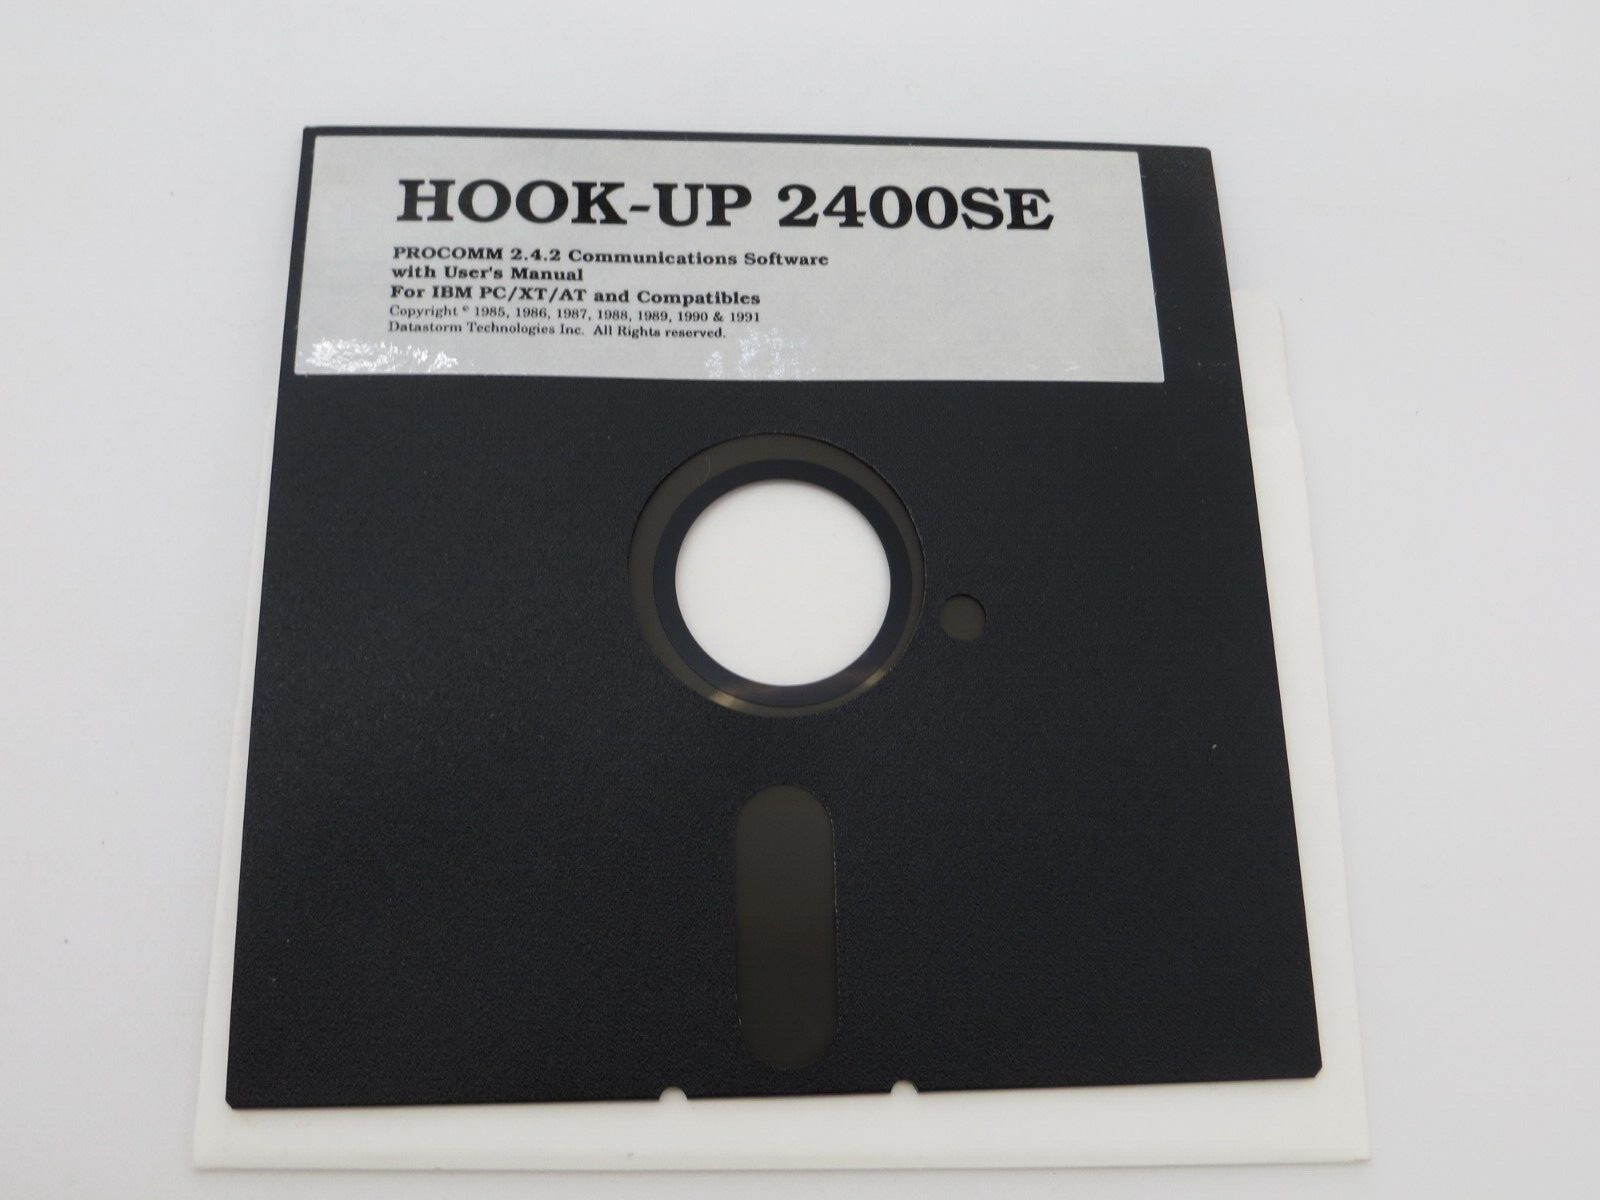 HOOK-UP 2400SE
PROCOMM 2.4.2 Communications Software
with User's Manual
For IBM PC/XT/AT and Compatibles
Copyright © 1985, 1986, 1987, 1988, 1989, 1990 & 1991
Datastorm Technologies Inc. All Rights reserved.